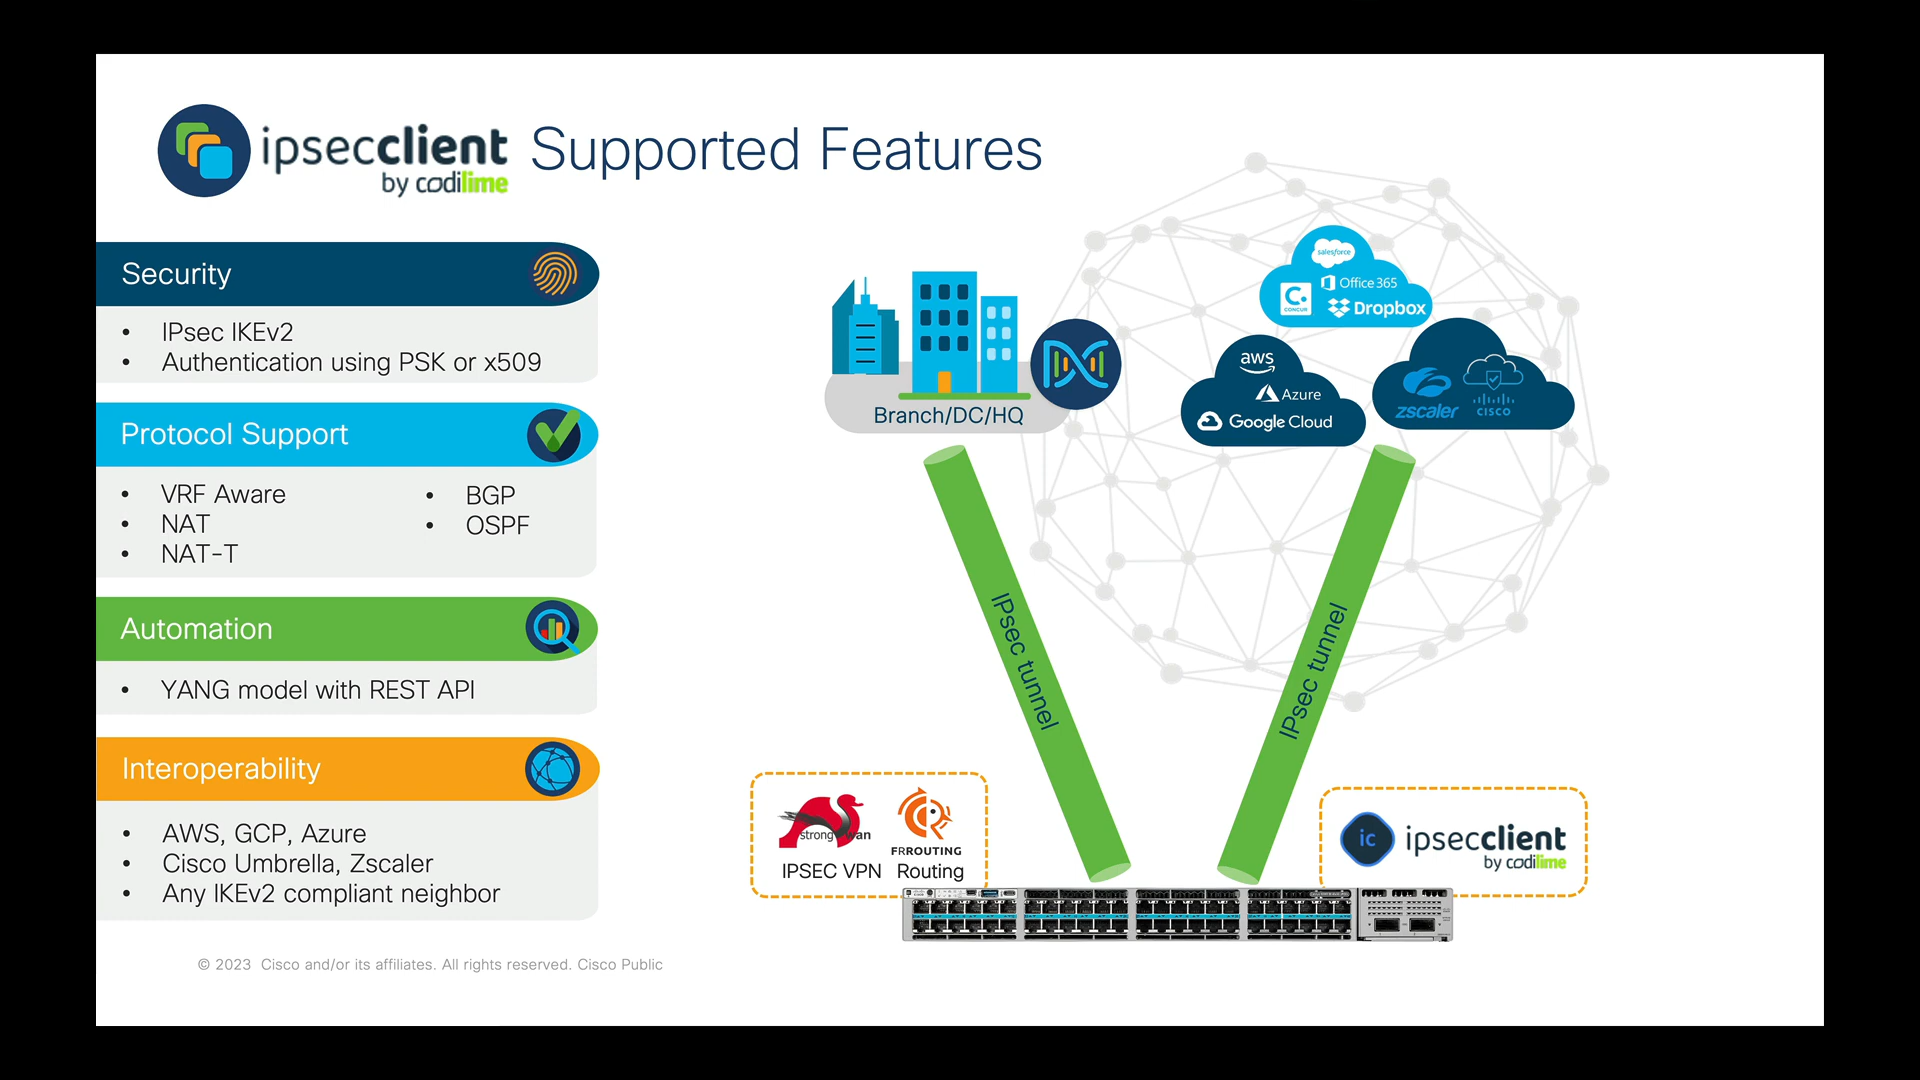 ipsecclient Supported Features
by codilime
Security
• IPsec IKEv2
• Authentication using PSK or x509
Protocol Support
• VRF Aware
• NAT
• NAT-T
• BGP
• OSPF
Automation
• YANG model with REST API
Interoperability
• AWS, GCP, Azure
• Cisco Umbrella, Zscaler
• Any IKEv2 compliant neighbor
© 2023 Cisco and/or its affiliates. All rights reserved. Cisco Public
Branch/DC/HQ
salesforce
Office 365
C.
CONCUR
Dropbox
aws
Azure
Google Cloud
zscaler
CISCO
IPsec tunnel
IPsec tunnel
strongswan
FRROUTING
IPSEC VPN Routing
ic ipsecclient
by codilime